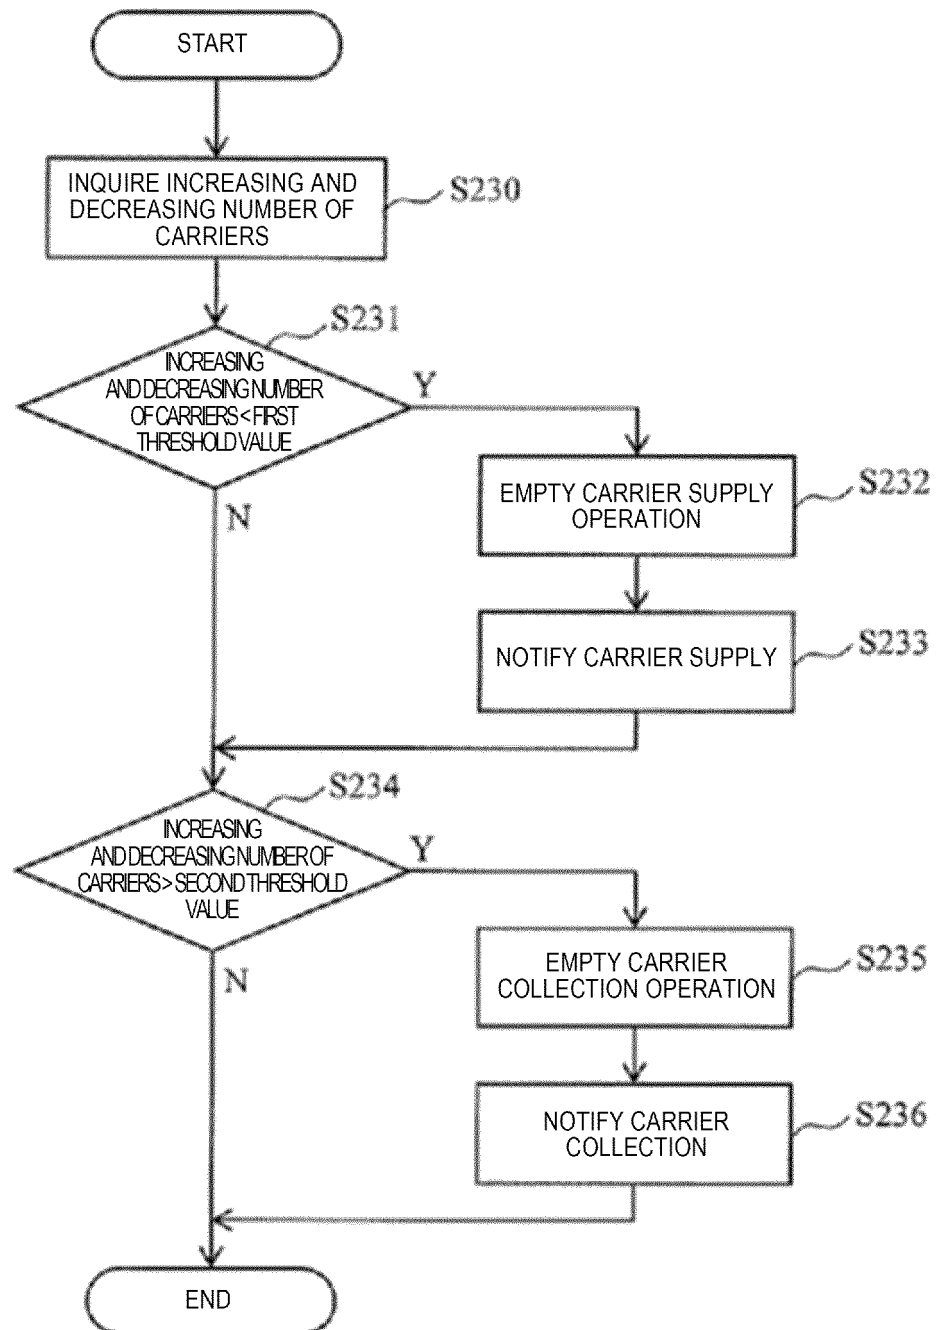 START
INQUIRE INCREASING AND
DECREASING NUMBER OF
CARRIERS
S230
S231
INCREASING
AND DECREASING NUMBER
OF CARRIERS < FIRST
THRESHOLD VALUE
Y
N
EMPTY CARRIER SUPPLY
OPERATION
S232
NOTIFY CARRIER SUPPLY
S233
S234
INCREASING
AND DECREASING NUMBER OF
CARRIERS > SECOND THRESHOLD
VALUE
Y
N
EMPTY CARRIER
COLLECTION OPERATION
S235
NOTIFY CARRIER
COLLECTION
S236
END